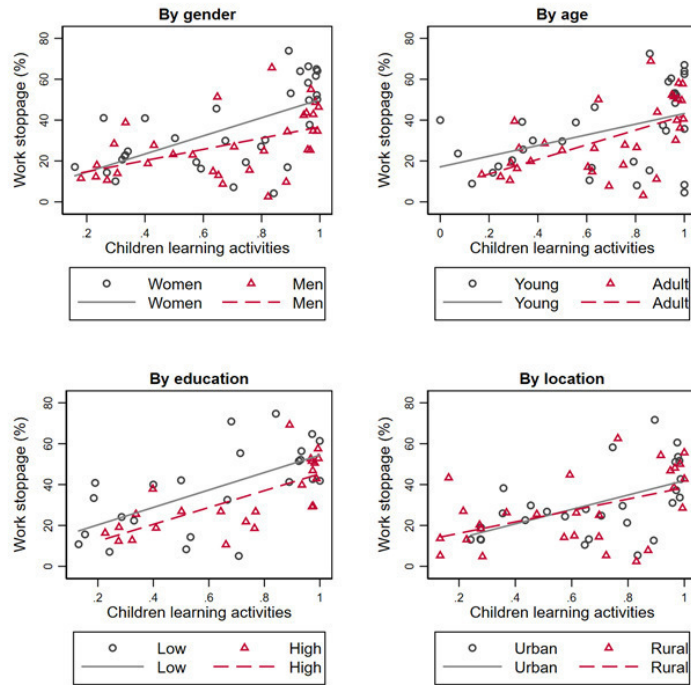 By gender
Work stoppage (%)
80
60
40
20
0
.2 .4 .6 .8 1
Children learning activities
Women Men
Women Men
By age
Work stoppage (%)
80
60
40
20
0
0 .2 .4 .6 .8 1
Children learning activities
Young Adult
Young Adult
By education
Work stoppage (%)
80
60
40
20
0
0 .2 .4 .6 .8 1
Children learning activities
Low High
Low High
By location
Work stoppage (%)
80
60
40
20
0
0 .2 .4 .6 .8 1
Children learning activities
Urban Rural
Urban Rural